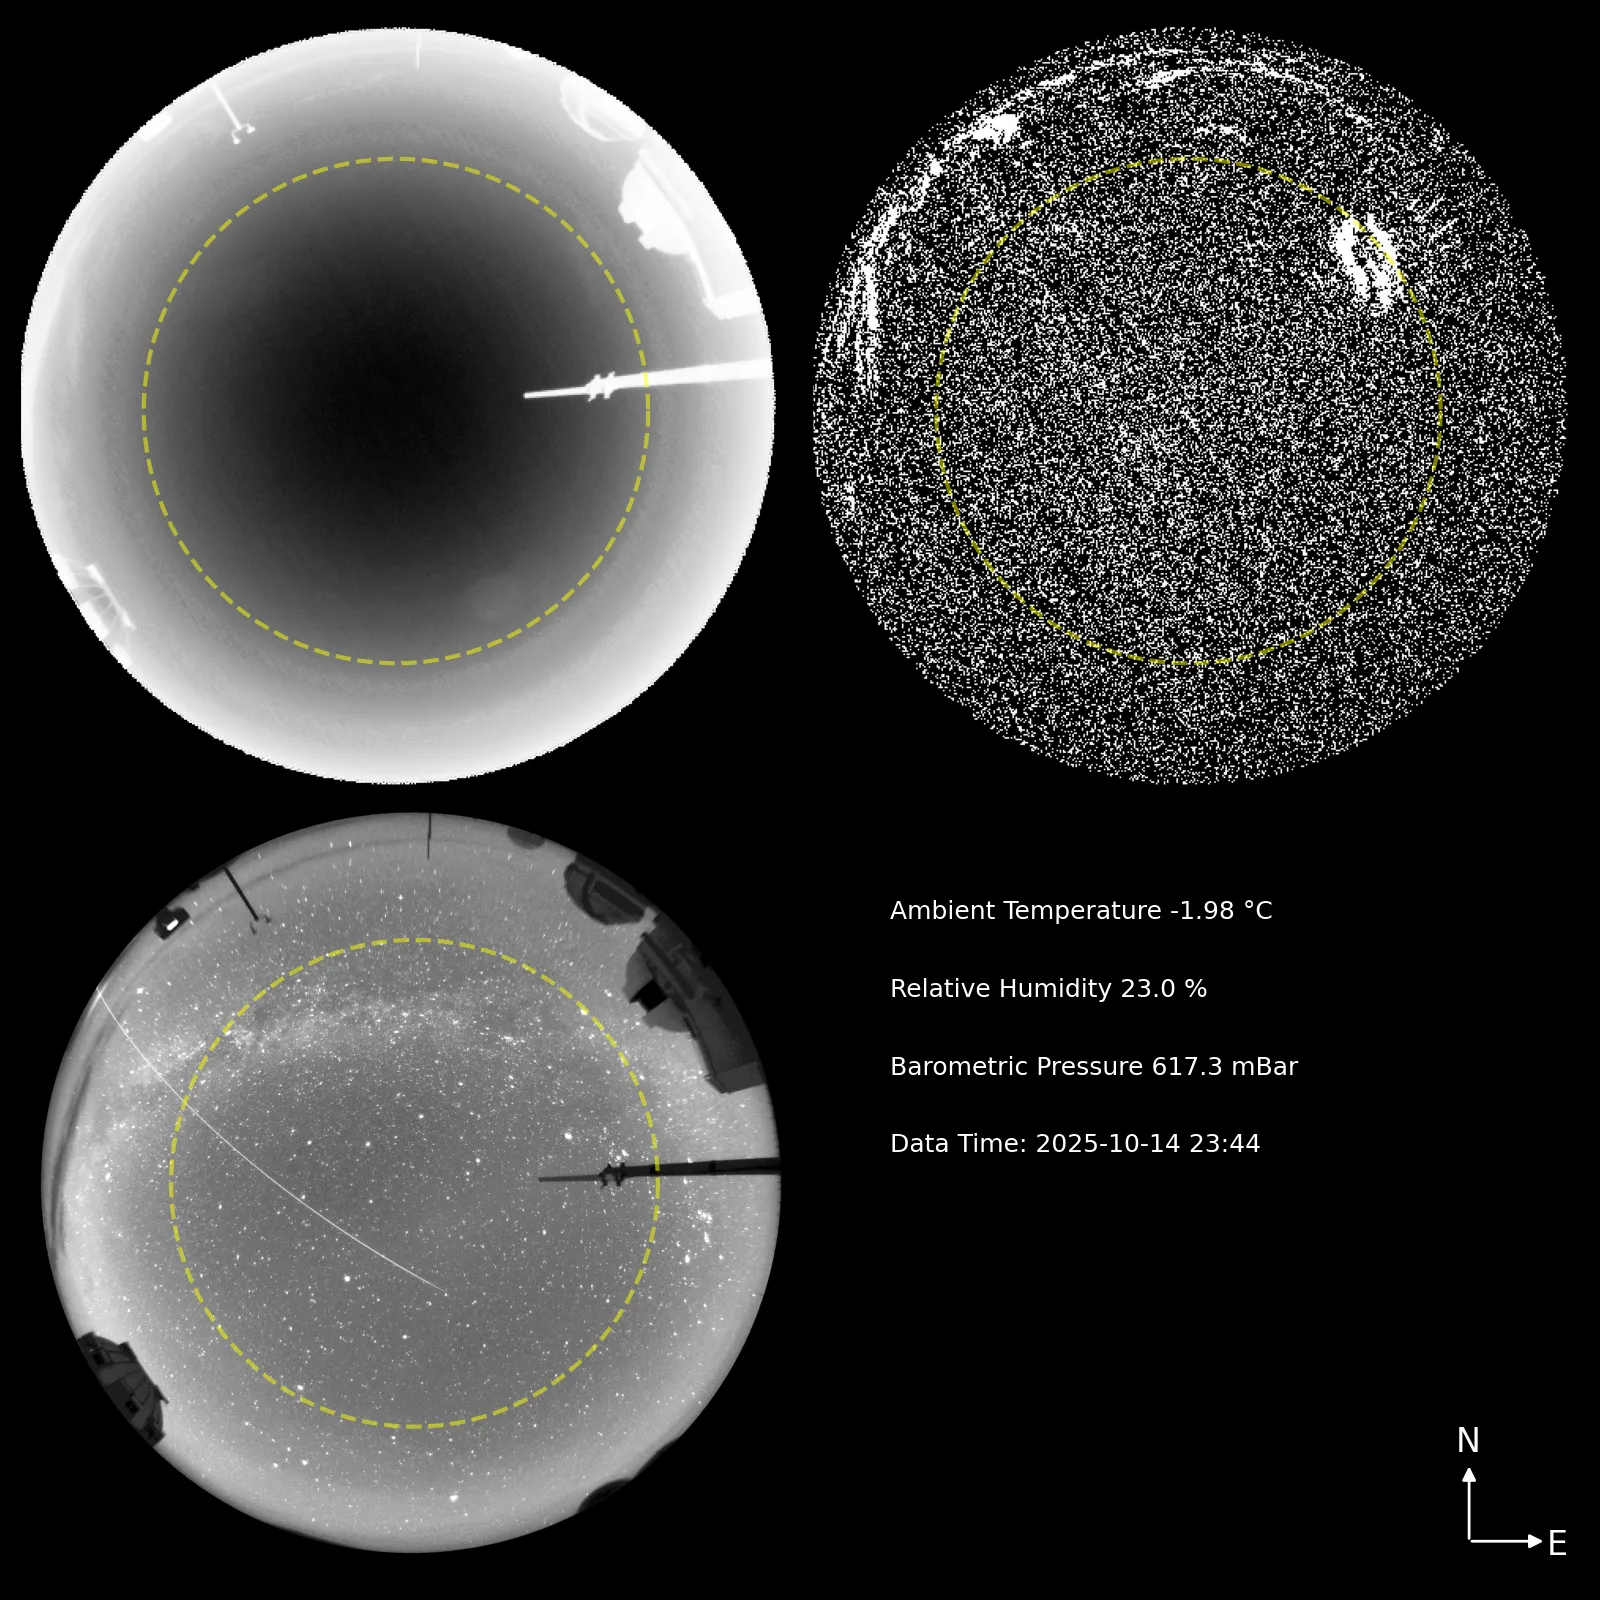 Ambient Temperature -1.98 °C
Relative Humidity 23.0 %
Barometric Pressure 617.3 mBar
Data Time: 2025-10-14 23:44
N
E